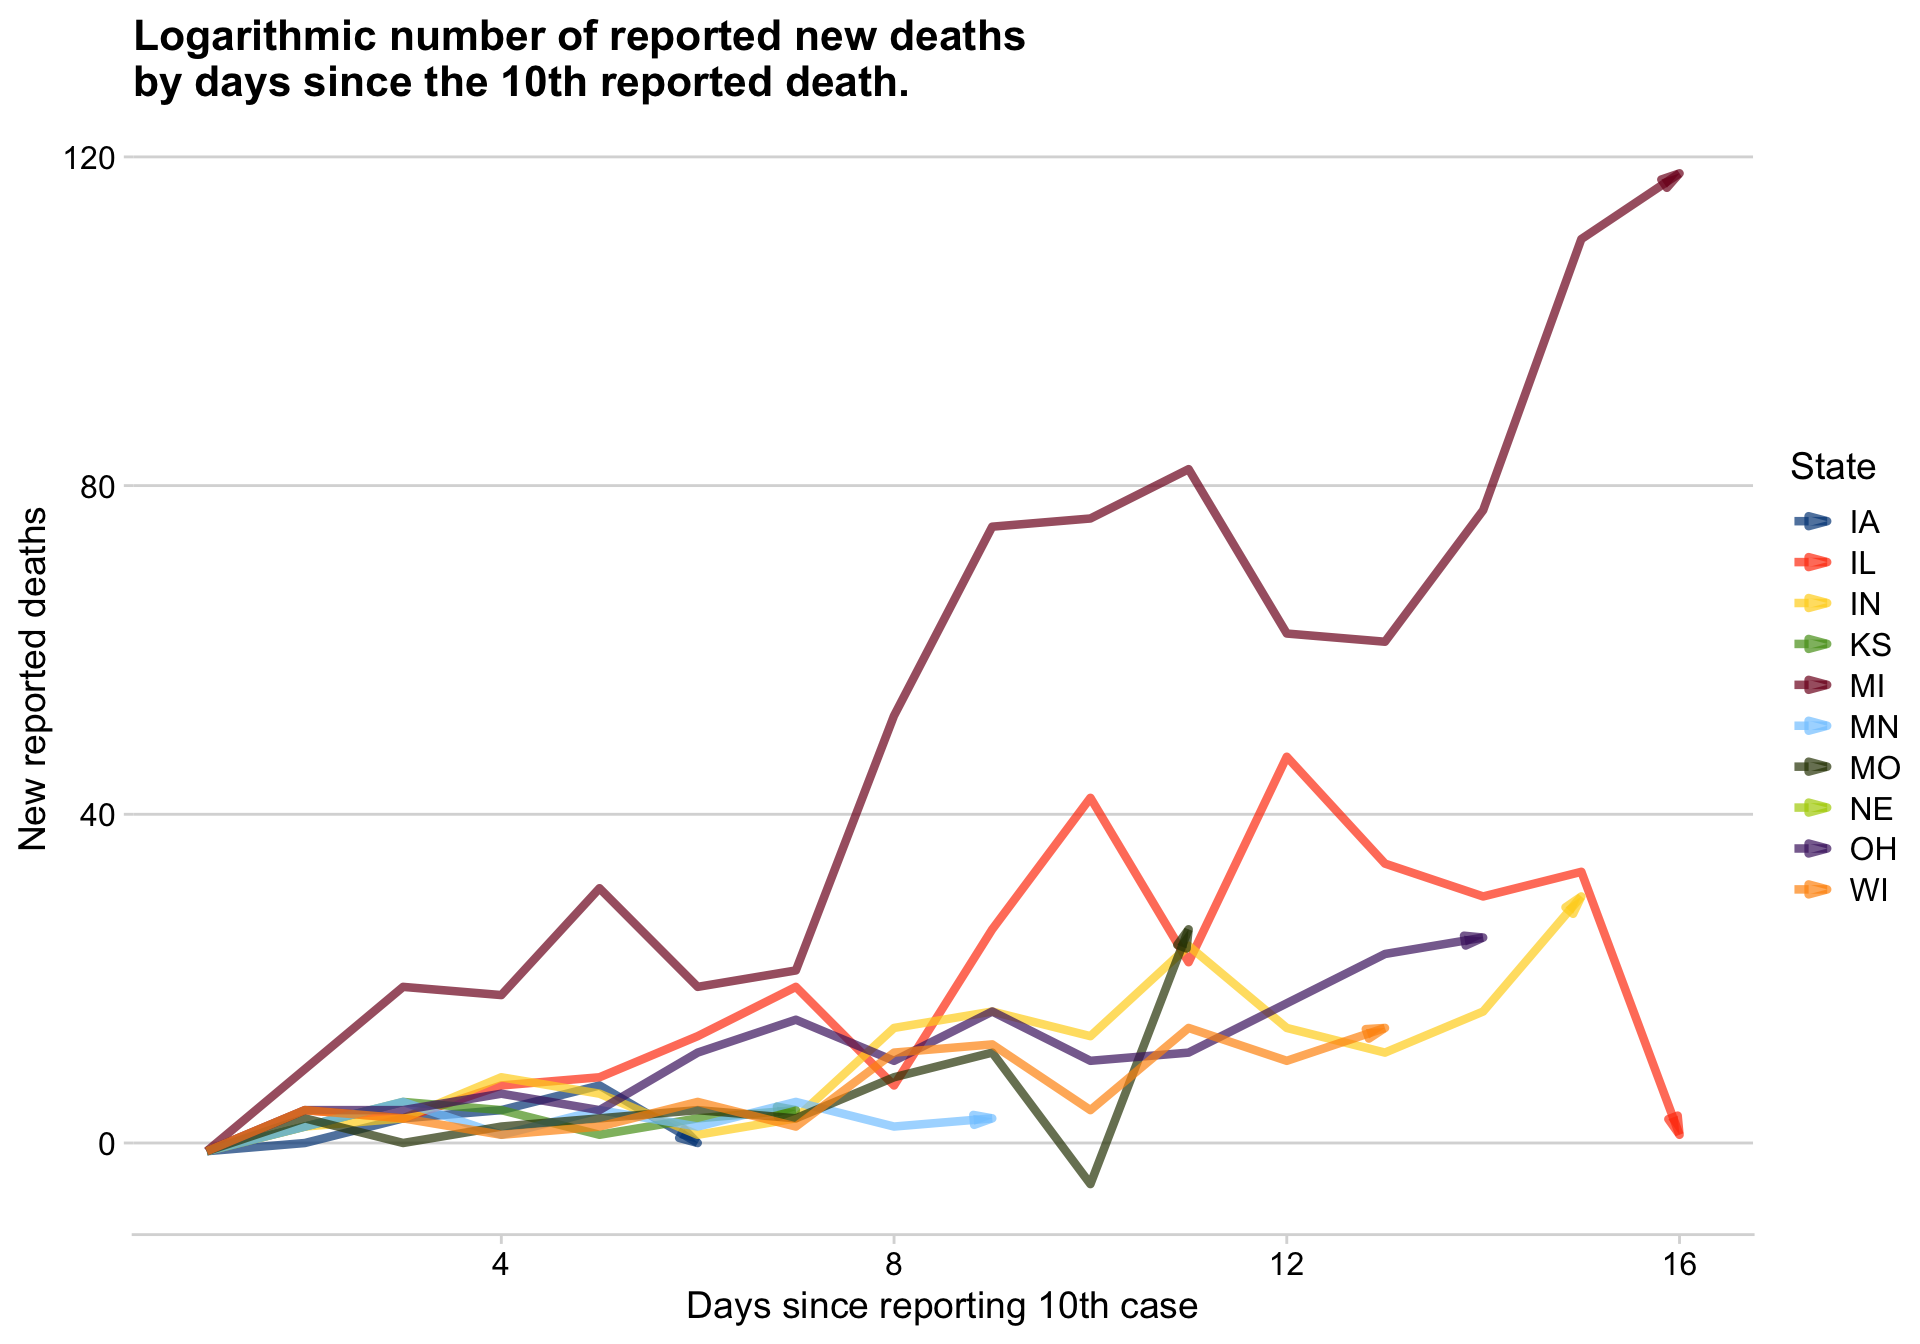 Logarithmic number of reported new deaths
by days since the 10th reported death.
120
80
40
0
New reported deaths
4 8 12 16
Days since reporting 10th case
State
IA
IL
IN
KS
MI
MN
MO
NE
OH
WI